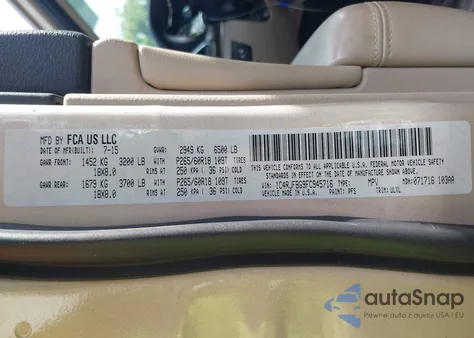 MFD BY FCA US LLC
DATE OF MFR(BUILT): 7-15 GVWR: 2949 KG 6500 LB
GAWR FRONT: 1452 KG 3200 LB WITH P265/60R18 109T TIRES
18X8.0 RIMS AT 250 KPA ( 36 PSI) COLD
GAWR REAR: 1679 KG 3700 LB WITH P265/60R18 109T TIRES
18X8.0 RIMS AT 250 KPA ( 36 PSI) COLD
THIS VEHICLE CONFORMS TO ALL APPLICABLE U.S.A. FEDERAL MOTOR VEHICLE SAFETY
STANDARDS IN EFFECT ON THE DATE OF MANUFACTURE SHOWN ABOVE.
VIN: 1C4RJFBG9FC945716 TYPE: MPV MDH: 071716 103AA
VEHICLE MADE IN U.S.A. PAINT: PFS TRIM: ULVL
autoSnap
Pewne auta z aukcji USA i EU